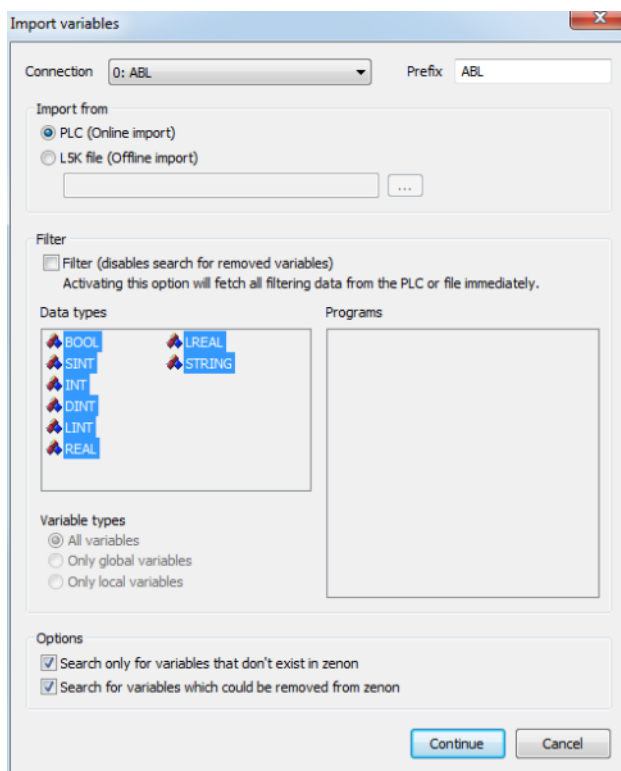 Import variables
Connection 0: ABL Prefix ABL
Import from
PLC (Online import)
L5K file (Offline import)
...
Filter
Filter (disables search for removed variables)
Activating this option will fetch all filtering data from the PLC or file immediately.
Data types Programs
BOOL LREAL
SINT STRING
INT
DINT
LINT
REAL
Variable types
All variables
Only global variables
Only local variables
Options
Search only for variables that don't exist in zenon
Search for variables which could be removed from zenon
Continue Cancel